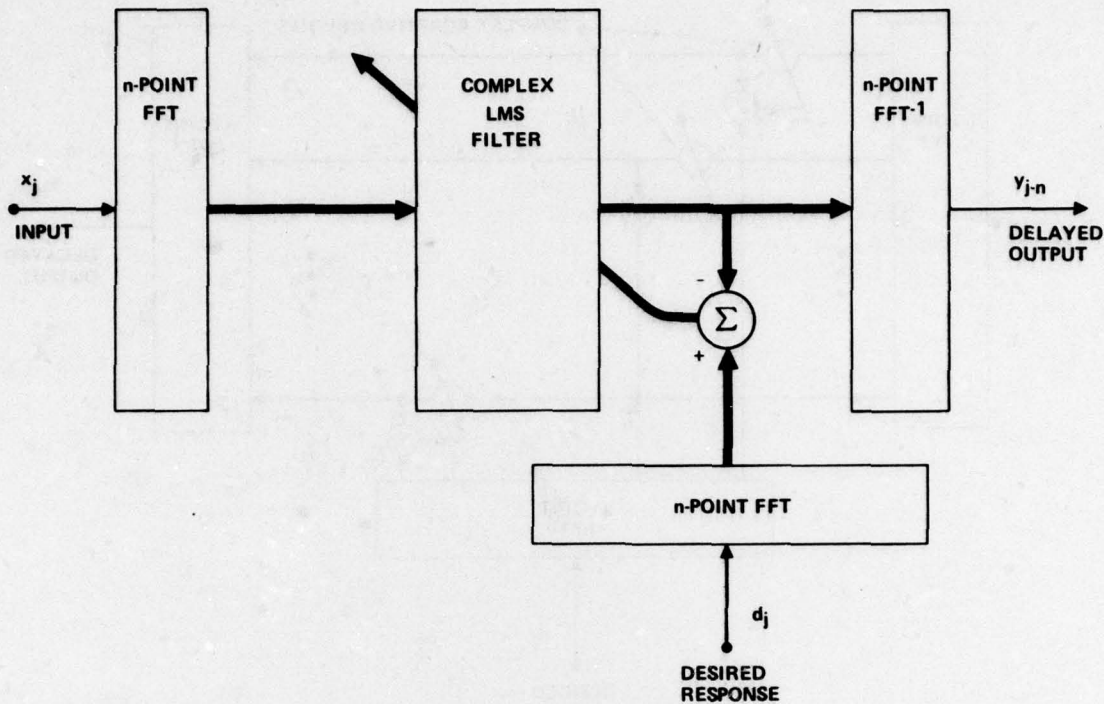 n-POINT
FFT
COMPLEX
LMS
FILTER
n-POINT
FFT-1
xj
INPUT
yj-n
DELAYED
OUTPUT
-
Σ
+
n-POINT FFT
dj
DESIRED
RESPONSE